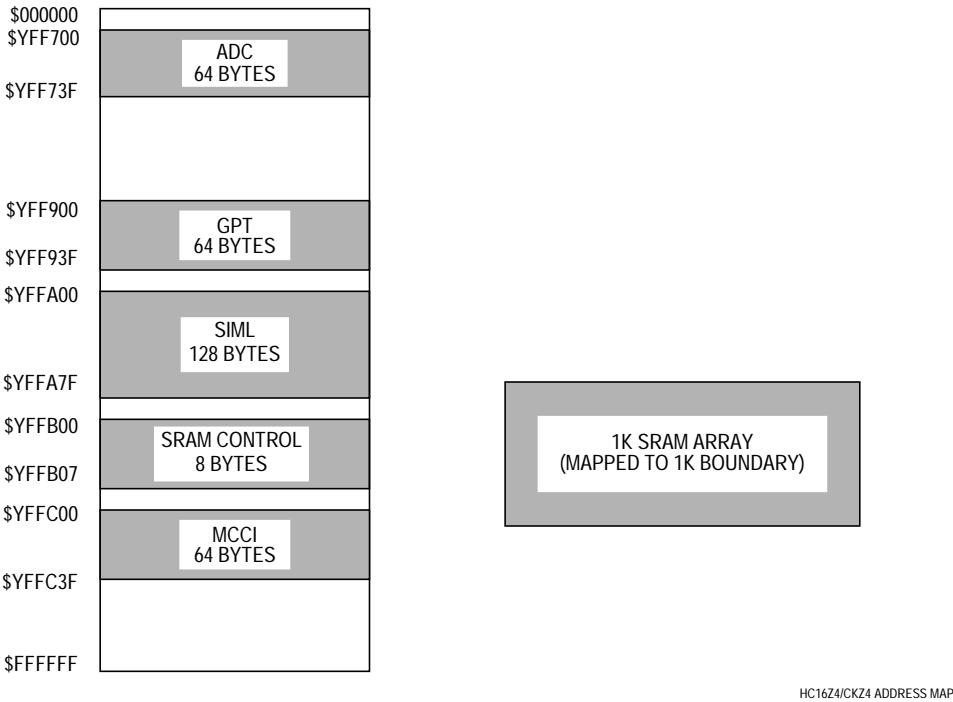 $000000
$YFF700
ADC
64 BYTES
$YFF73F
$YFF900
GPT
64 BYTES
$YFF93F
$YFFA00
SIML
128 BYTES
$YFFA7F
$YFFB00
SRAM CONTROL
8 BYTES
$YFFB07
$YFFC00
MCCI
64 BYTES
$YFFC3F
$FFFFFF
1K SRAM ARRAY
(MAPPED TO 1K BOUNDARY)
HC16Z4/CKZ4 ADDRESS MAP